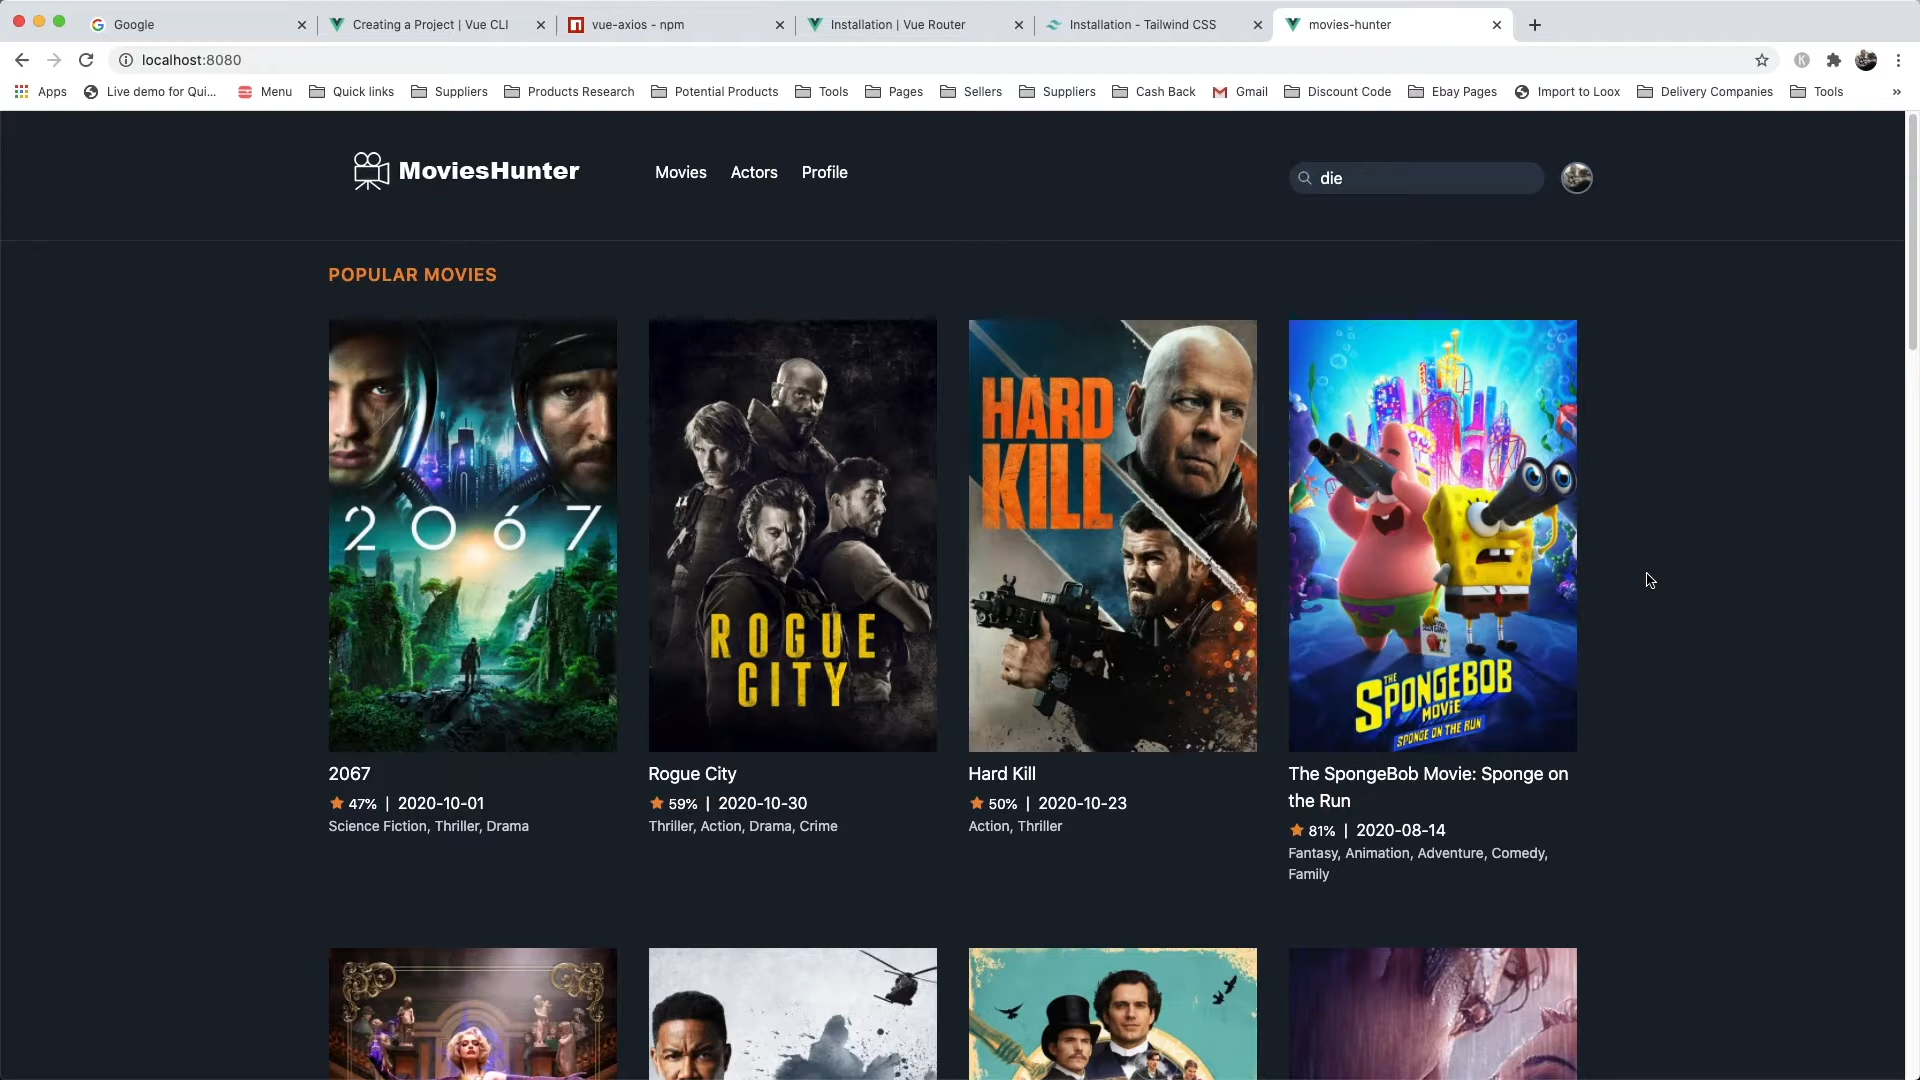 Google
Creating a Project | Vue CLI
vue-axios - npm
Installation | Vue Router
Installation - Tailwind CSS
movies-hunter
localhost:8080
K
Apps
Live demo for Qui...
Menu
Quick links
Suppliers
Products Research
Potential Products
Tools
Pages
Sellers
Suppliers
Cash Back
Gmail
Discount Code
Ebay Pages
Import to Loox
Delivery Companies
Tools
»
MoviesHunter
Movies
Actors
Profile
die
POPULAR MOVIES
2067
ROGUE
CITY
HARD
KILL
THE
SPONGEBOB
MOVIE
SPONGE ON THE RUN
2067
47% | 2020-10-01
Science Fiction, Thriller, Drama
Rogue City
59% | 2020-10-30
Thriller, Action, Drama, Crime
Hard Kill
50% | 2020-10-23
Action, Thriller
The SpongeBob Movie: Sponge on
the Run
81% | 2020-08-14
Fantasy, Animation, Adventure, Comedy,
Family